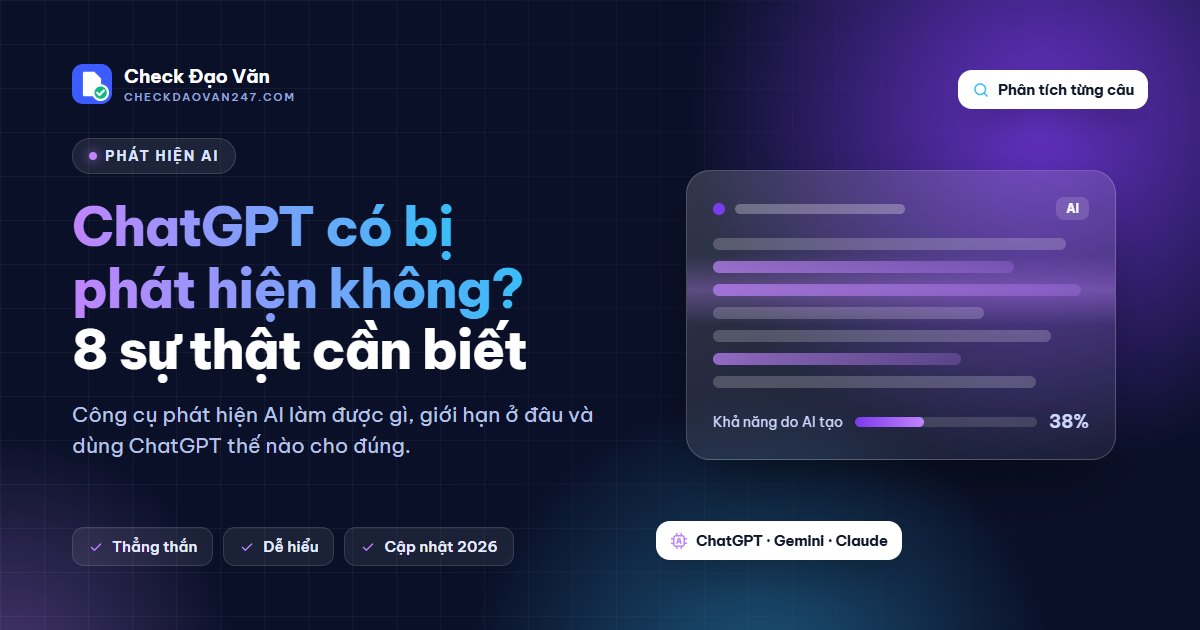 Check Đạo Văn
CHECKDAOVAN247.COM
Phân tích từng câu
PHÁT HIỆN AI
ChatGPT có bị
phát hiện không?
8 sự thật cần biết
Công cụ phát hiện AI làm được gì, giới hạn ở đâu và
dùng ChatGPT thế nào cho đúng.
AI
Khả năng do AI tạo 38%
Thẳng thắn
Dễ hiểu
Cập nhật 2026
ChatGPT · Gemini · Claude